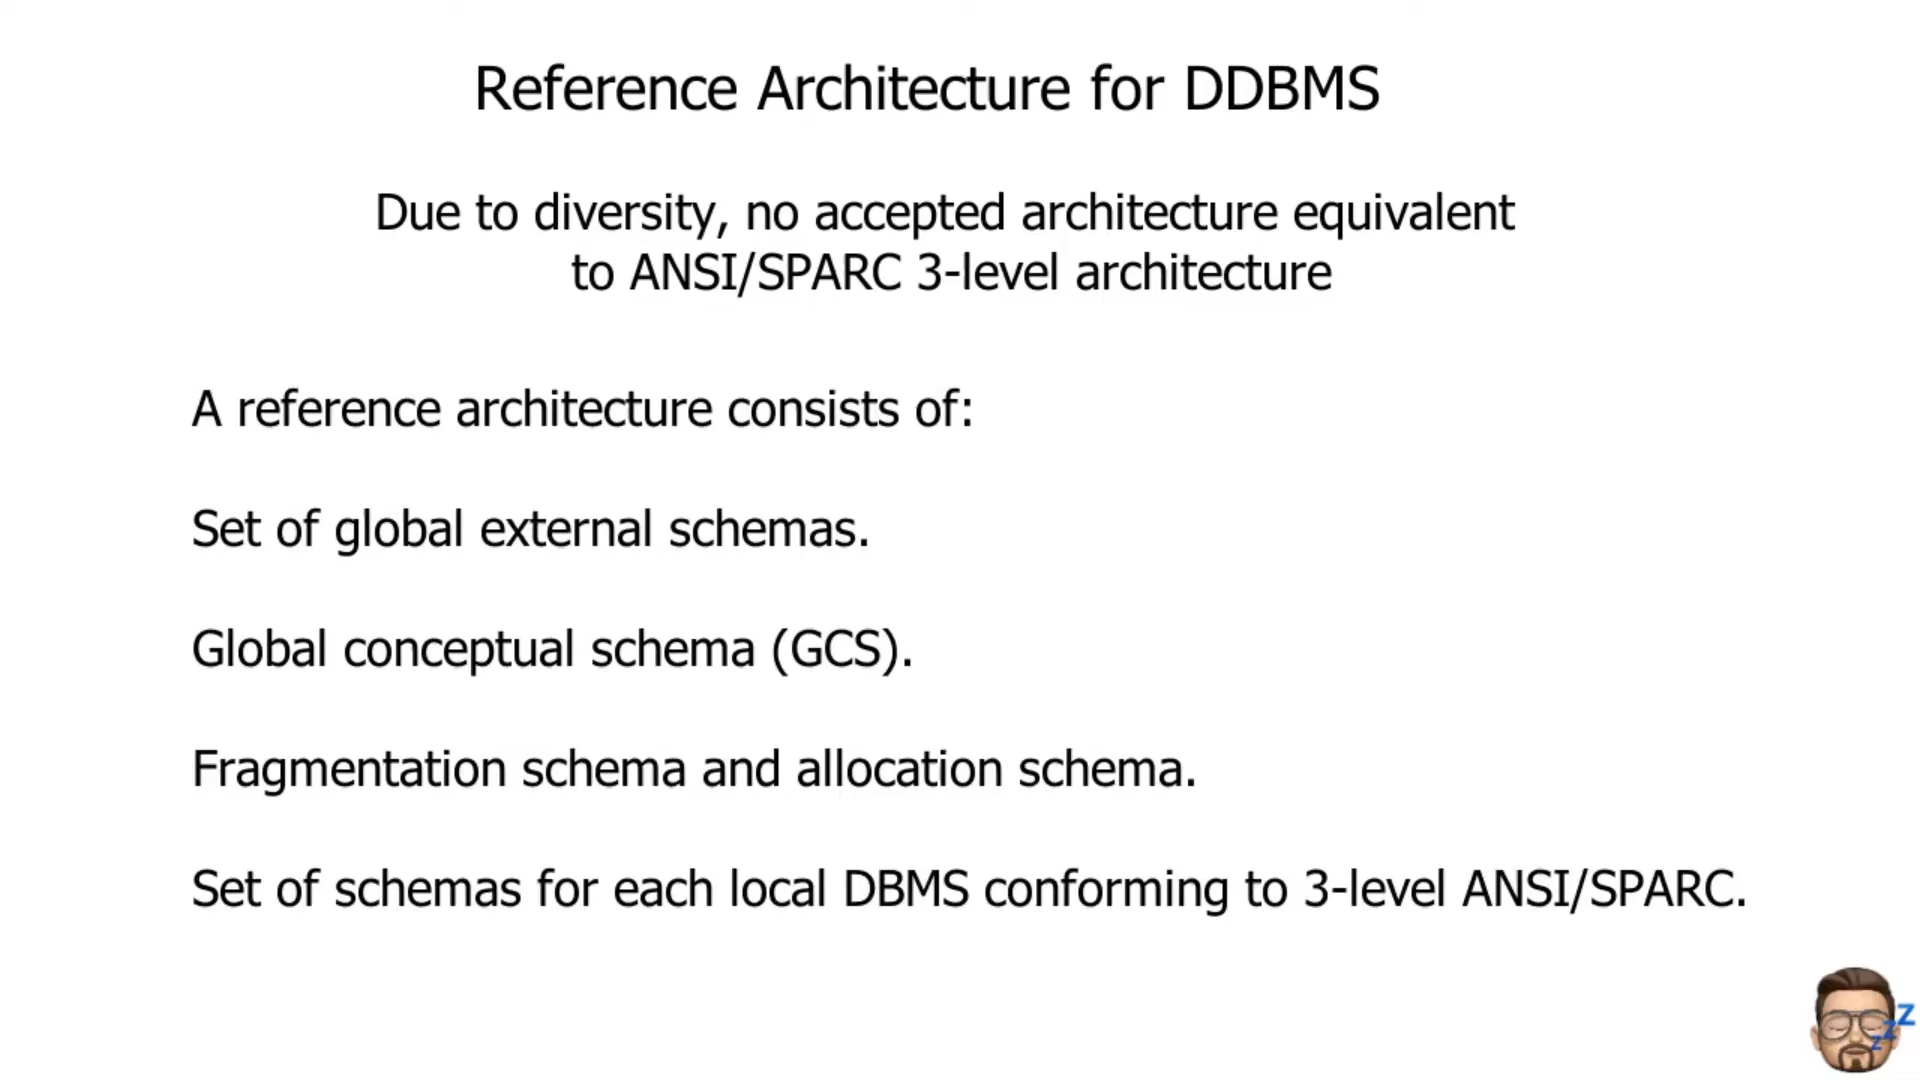 Reference Architecture for DDBMS
Due to diversity, no accepted architecture equivalent
to ANSI/SPARC 3-level architecture
A reference architecture consists of:
Set of global external schemas.
Global conceptual schema (GCS).
Fragmentation schema and allocation schema.
Set of schemas for each local DBMS conforming to 3-level ANSI/SPARC.
z z Z